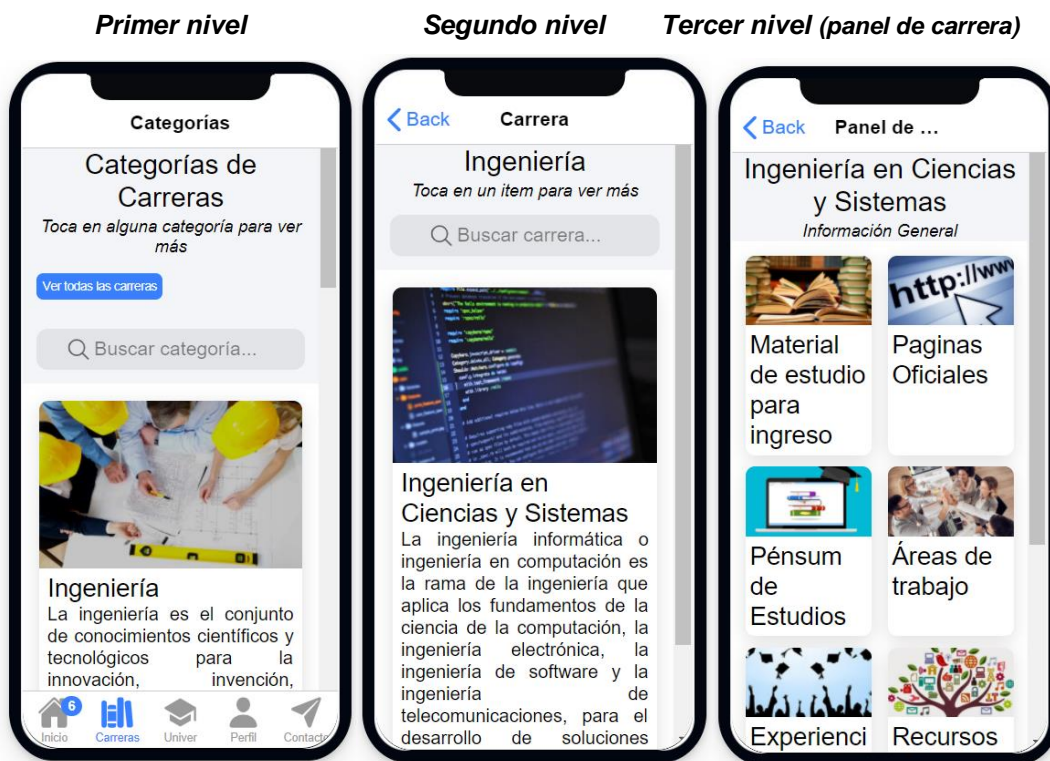 Primer nivel
Segundo nivel
Tercer nivel (panel de carrera)
Categorías
Categorías de
Carreras
Toca en alguna categoría para ver
más
Ver todas las carreras
Buscar categoría...
Ingeniería
La ingeniería es el conjunto
de conocimientos científicos y
tecnológicos para la
innovación, invención,
6
Inicio
Carreras
Univer
Perfil
Contacto
Back
Carrera
Ingeniería
Toca en un item para ver más
Buscar carrera...
Ingeniería en
Ciencias y Sistemas
La ingeniería informática o
ingeniería en computación es
la rama de la ingeniería que
aplica los fundamentos de la
ciencia de la computación, la
ingeniería electrónica, la
ingeniería de software y la
ingeniería de
telecomunicaciones, para el
desarrollo de soluciones
Back
Panel de ...
Ingeniería en Ciencias
y Sistemas
Información General
http://www
Material
de estudio
para
ingreso
Paginas
Oficiales
Pénsum
de
Estudios
Áreas de
trabajo
Experienci
Recursos